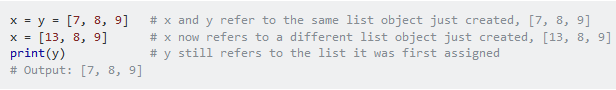 x = y = [7, 8, 9]   # x and y refer to the same list object just created, [7, 8, 9]
x = [13, 8, 9]      # x now refers to a different list object just created, [13, 8, 9]
print(y)            # y still refers to the list it was first assigned
# Output: [7, 8, 9]